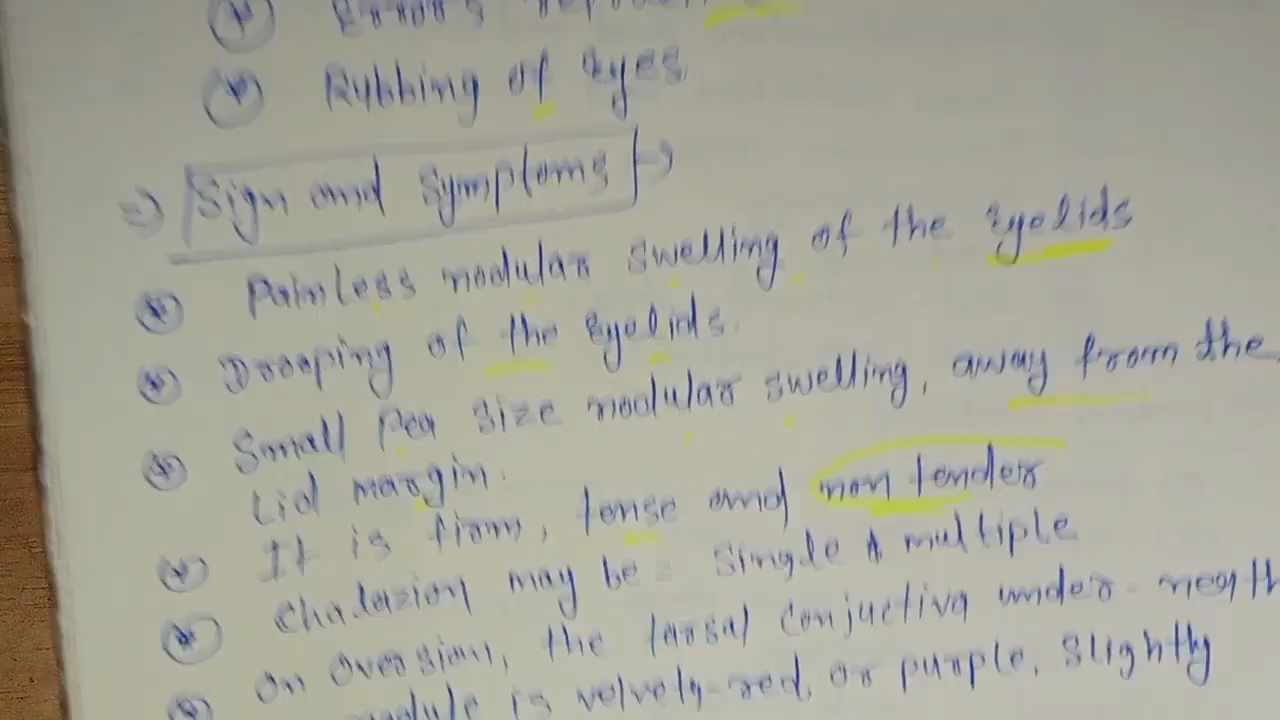 Errors
Rubbing of Eyes.
=> Sign and Symptoms →
Painless nodular swelling of the Eyelids
Drooping of the Eyelids.
Small Pea size nodular swelling, away from the
Lid margin.
It is firm, tense and non tender
Chalazion may be single & multiple
On eversion, the tarsal conjuctiva under-neath
nodule is velvety-red, or purple, slightly